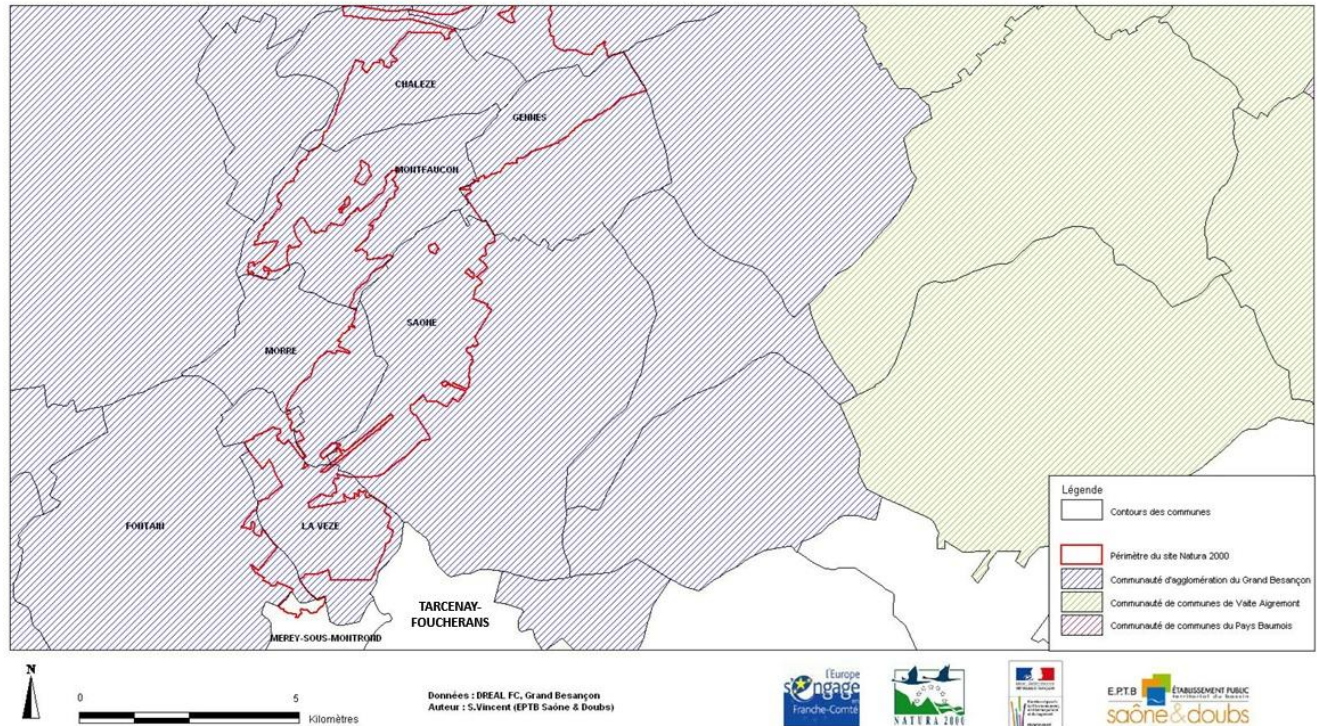 CHALEZE
GENNES
MONTFAUCON
SAONE
MORRE
FONTAIN
LA VEZE
TARCENAY-
FOUCHERANS
MEREY-SOUS-MONTROND
Légende
Contours des communes
Périmètre du site Natura 2000
Communauté d'agglomération du Grand Besançon
Communauté de communes de Vaite Aigremont
Communauté de communes du Pays Baumois
N
0 5
Kilomètres
Données : DREAL FC, Grand Besançon
Auteur : S.Vincent (EPTB Saône & Doubs)
l'Europe
s'engage
Franche-Comté
NATURA 2000
E.P.T.B
ÉTABLISSEMENT PUBLIC
territorial du bassin
saône & doubs